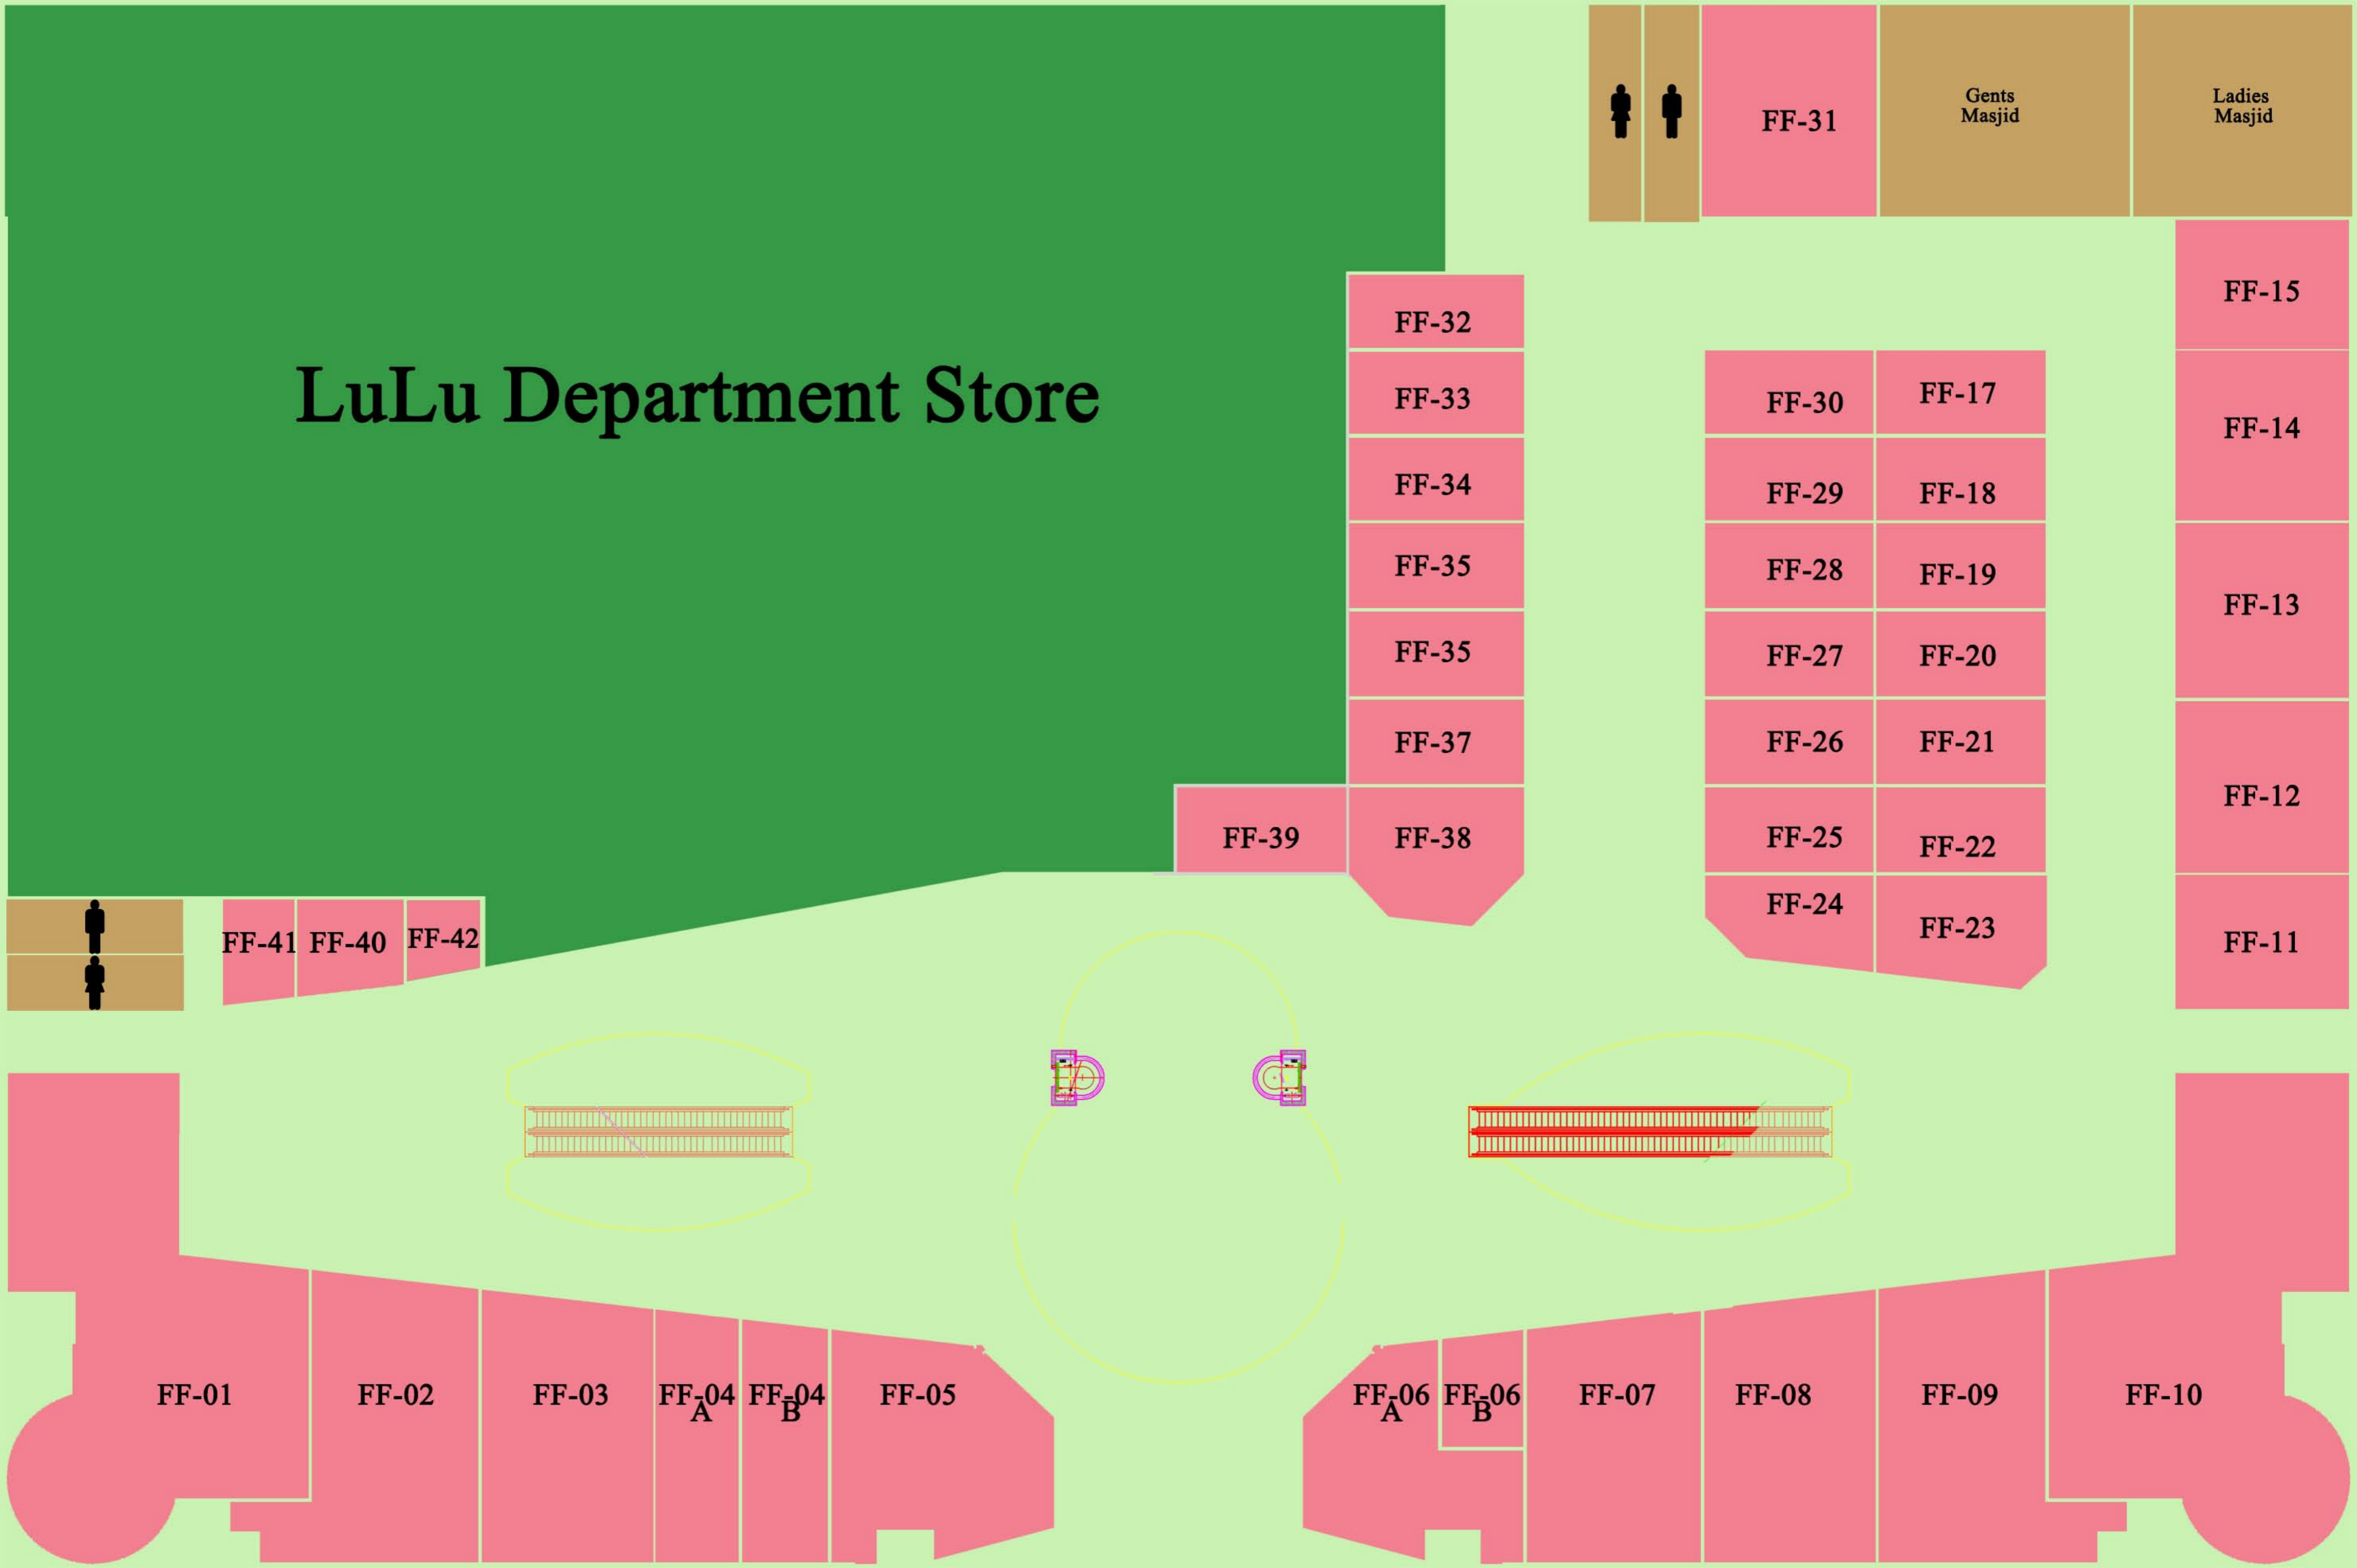 Gents
Masjid
Ladies
Masjid
FF-31
FF-15
FF-32
LuLu Department Store
FF-33
FF-30
FF-17
FF-14
FF-34
FF-29
FF-18
FF-35
FF-28
FF-19
FF-13
FF-35
FF-27
FF-20
FF-37
FF-26
FF-21
FF-12
FF-39
FF-38
FF-25
FF-22
FF-24
FF-23
FF-41
FF-40
FF-42
FF-11
FF-01
FF-02
FF-03
FF-04
A
FF-04
B
FF-05
FF-06
A
FF-06
B
FF-07
FF-08
FF-09
FF-10